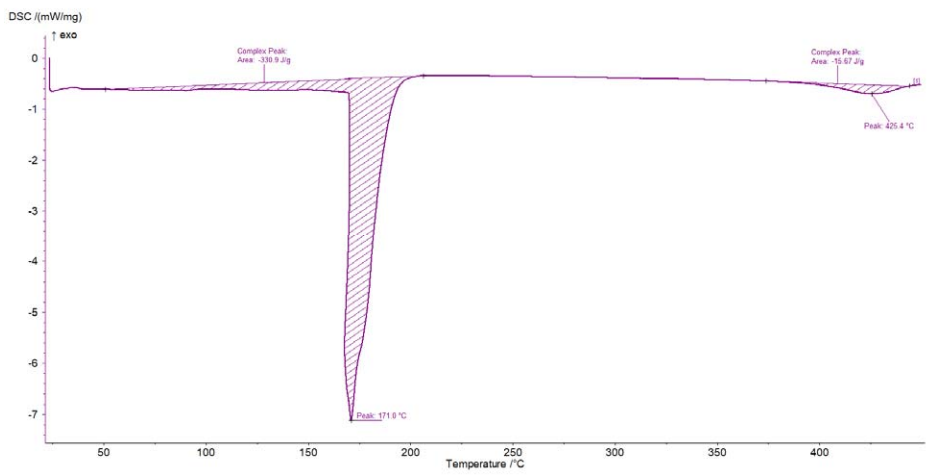 DSC /(mW/mg)
↑ exo
Complex Peak:
Area: -330.9 J/g
Complex Peak:
Area: -15.67 J/g
[1]
Peak: 425.4 °C
Peak: 171.0 °C
0
-1
-2
-3
-4
-5
-6
-7
50 100 150 200 250 300 350 400
Temperature /°C